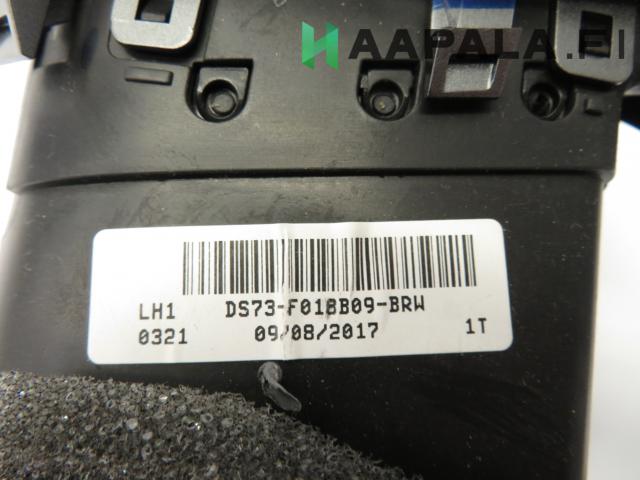 HAAPALA.FI
LH1 DS73-F018B09-BRW
0321 09/08/2017 1T